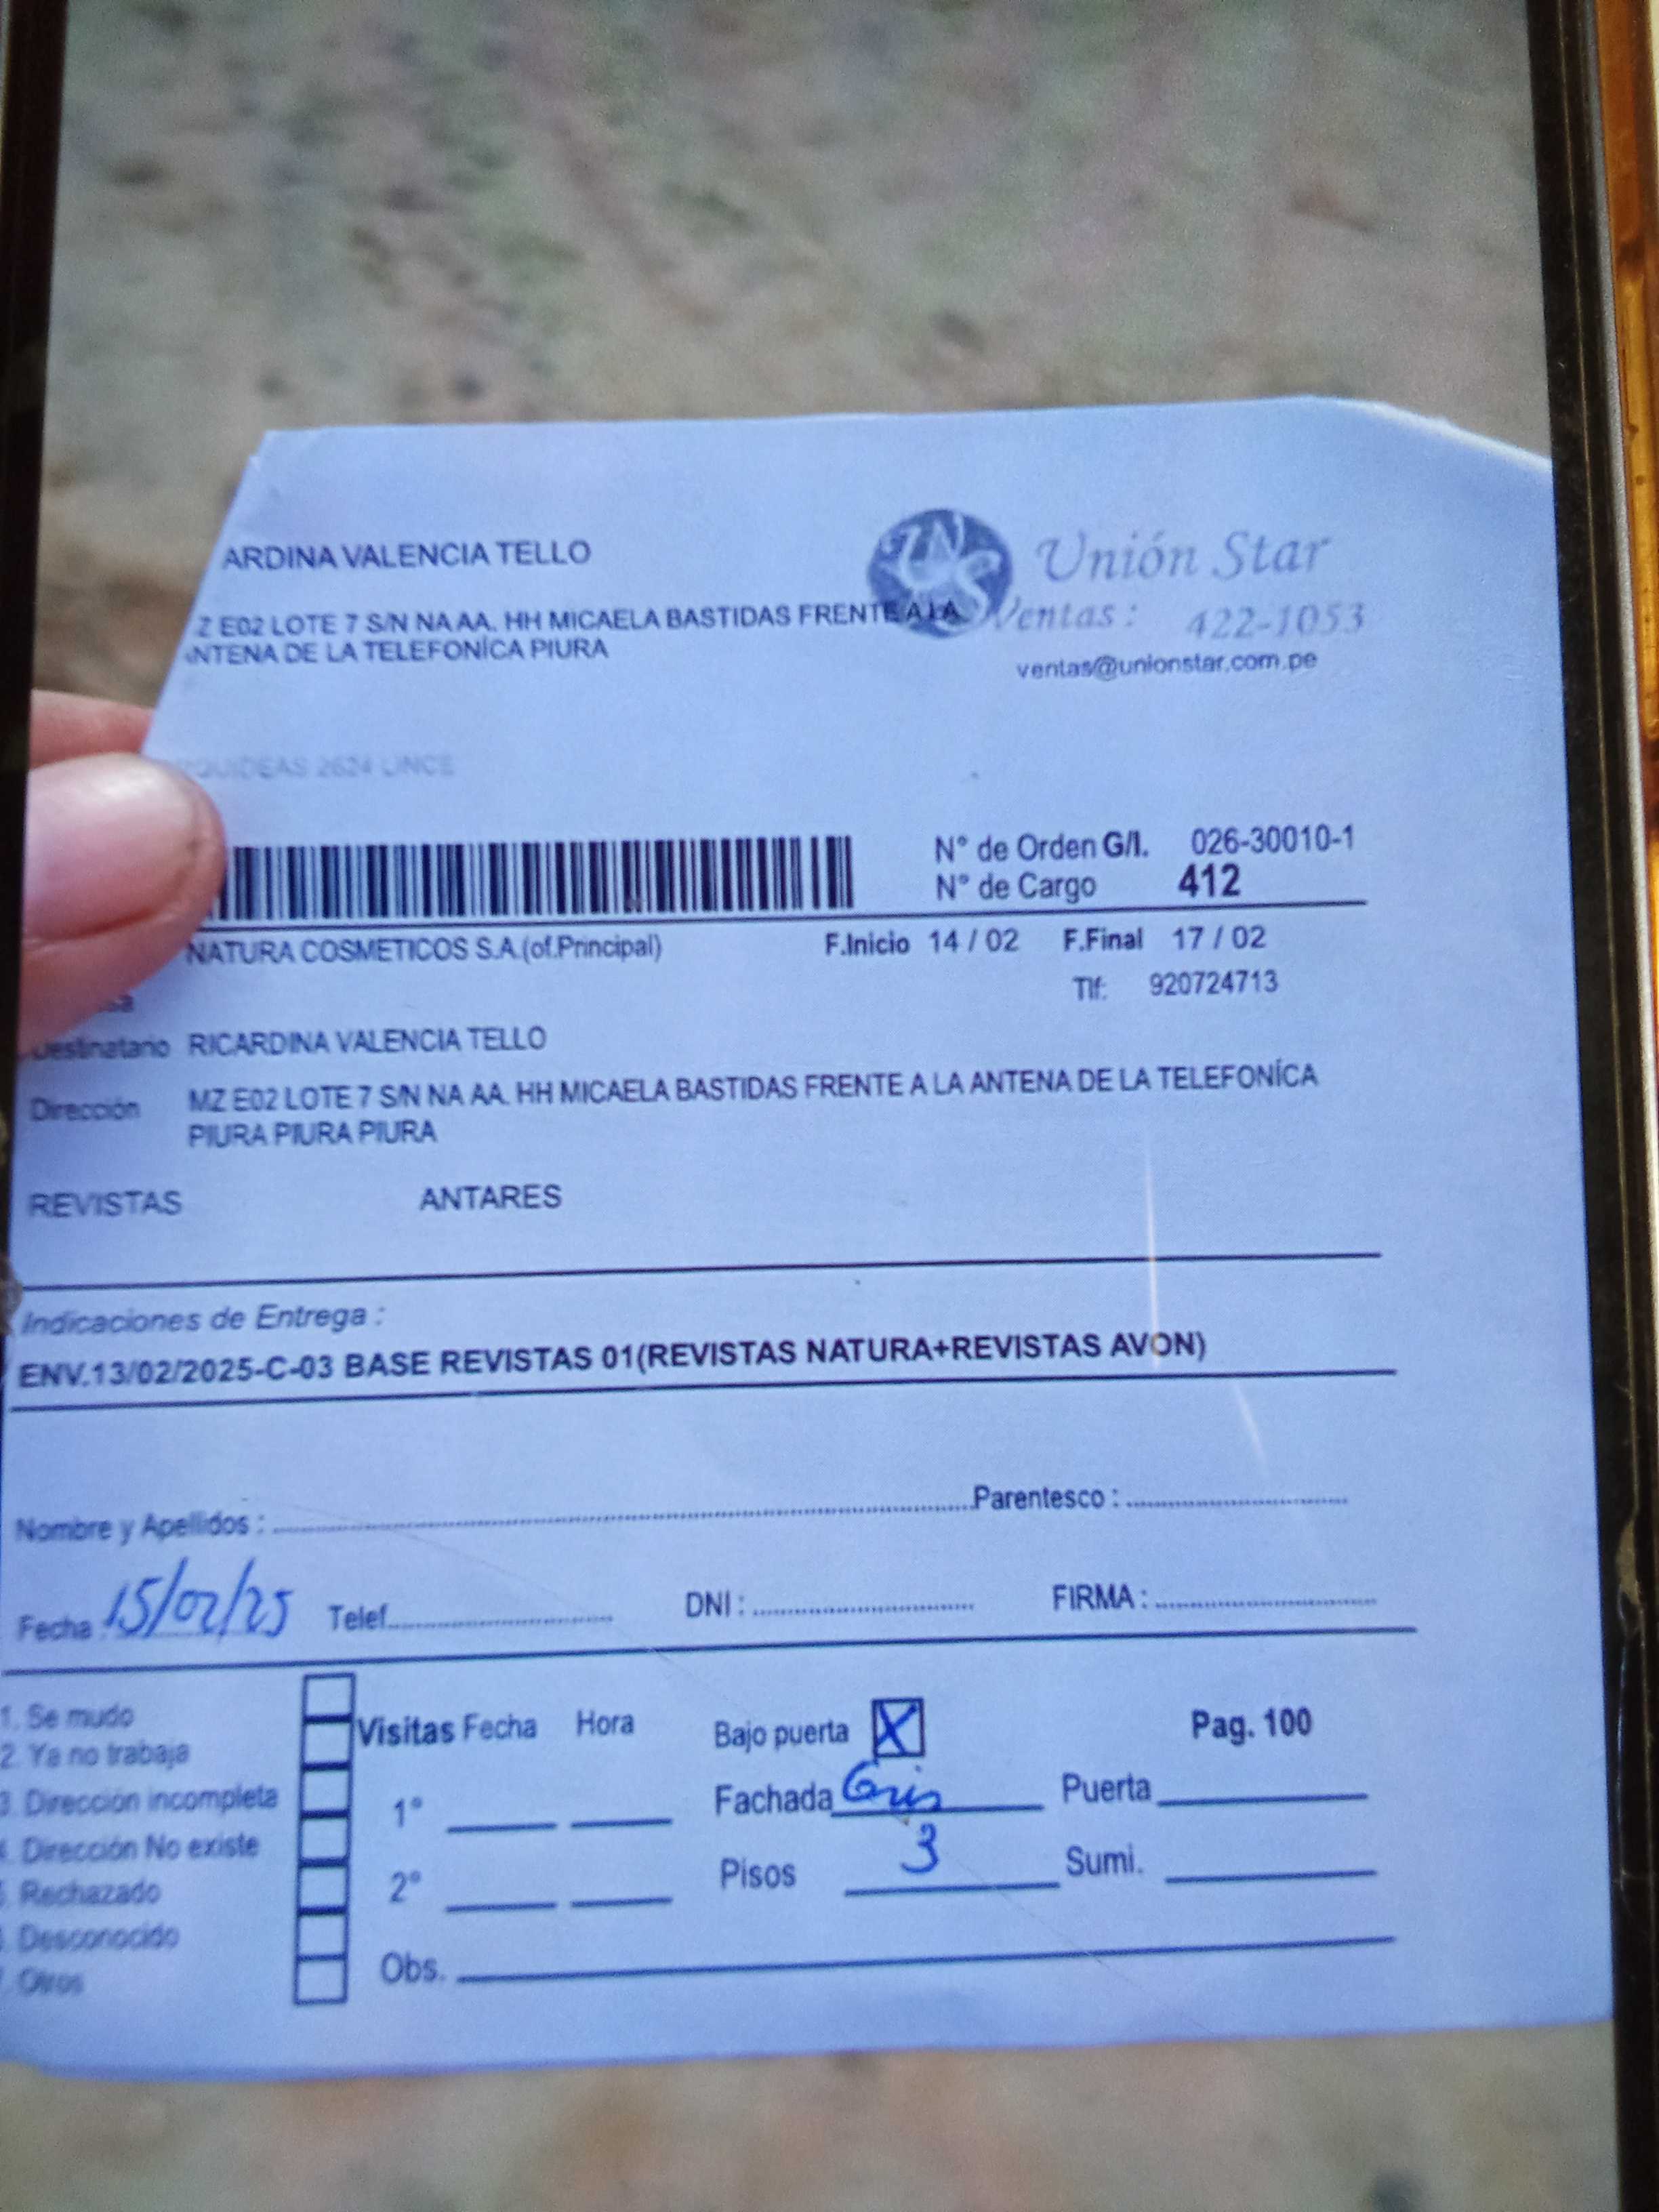 ARDINA VALENCIA TELLO
Unión Star
Z E02 LOTE 7 S/N NA AA. HH MICAELA BASTIDAS FRENTE A LA
Ventas : 422-1053
NTENA DE LA TELEFONÍCA PIURA
ventas@unionstar.com.pe
QUIDEAS 2624 LINCE
N° de Orden G/I. 026-30010-1
N° de Cargo 412
NATURA COSMETICOS S.A.(of.Principal) F.Inicio 14 / 02 F.Final 17 / 02
Tlf: 920724713
Destinatario RICARDINA VALENCIA TELLO
Dirección MZ E02 LOTE 7 S/N NA AA. HH MICAELA BASTIDAS FRENTE A LA ANTENA DE LA TELEFONÍCA
PIURA PIURA PIURA
REVISTAS ANTARES
Indicaciones de Entrega :
ENV.13/02/2025-C-03 BASE REVISTAS 01(REVISTAS NATURA+REVISTAS AVON)
Nombre y Apellidos : Parentesco :
Fecha 15/02/25 Telef. DNI : FIRMA :
1. Se mudo
2. Ya no trabaja
3. Dirección incompleta
. Dirección No existe
. Rechazado
. Desconocido
. Otros
Visitas Fecha Hora
1°
2°
Obs.
Bajo puerta X Pag. 100
Fachada Gris Puerta
Pisos 3 Sumi.